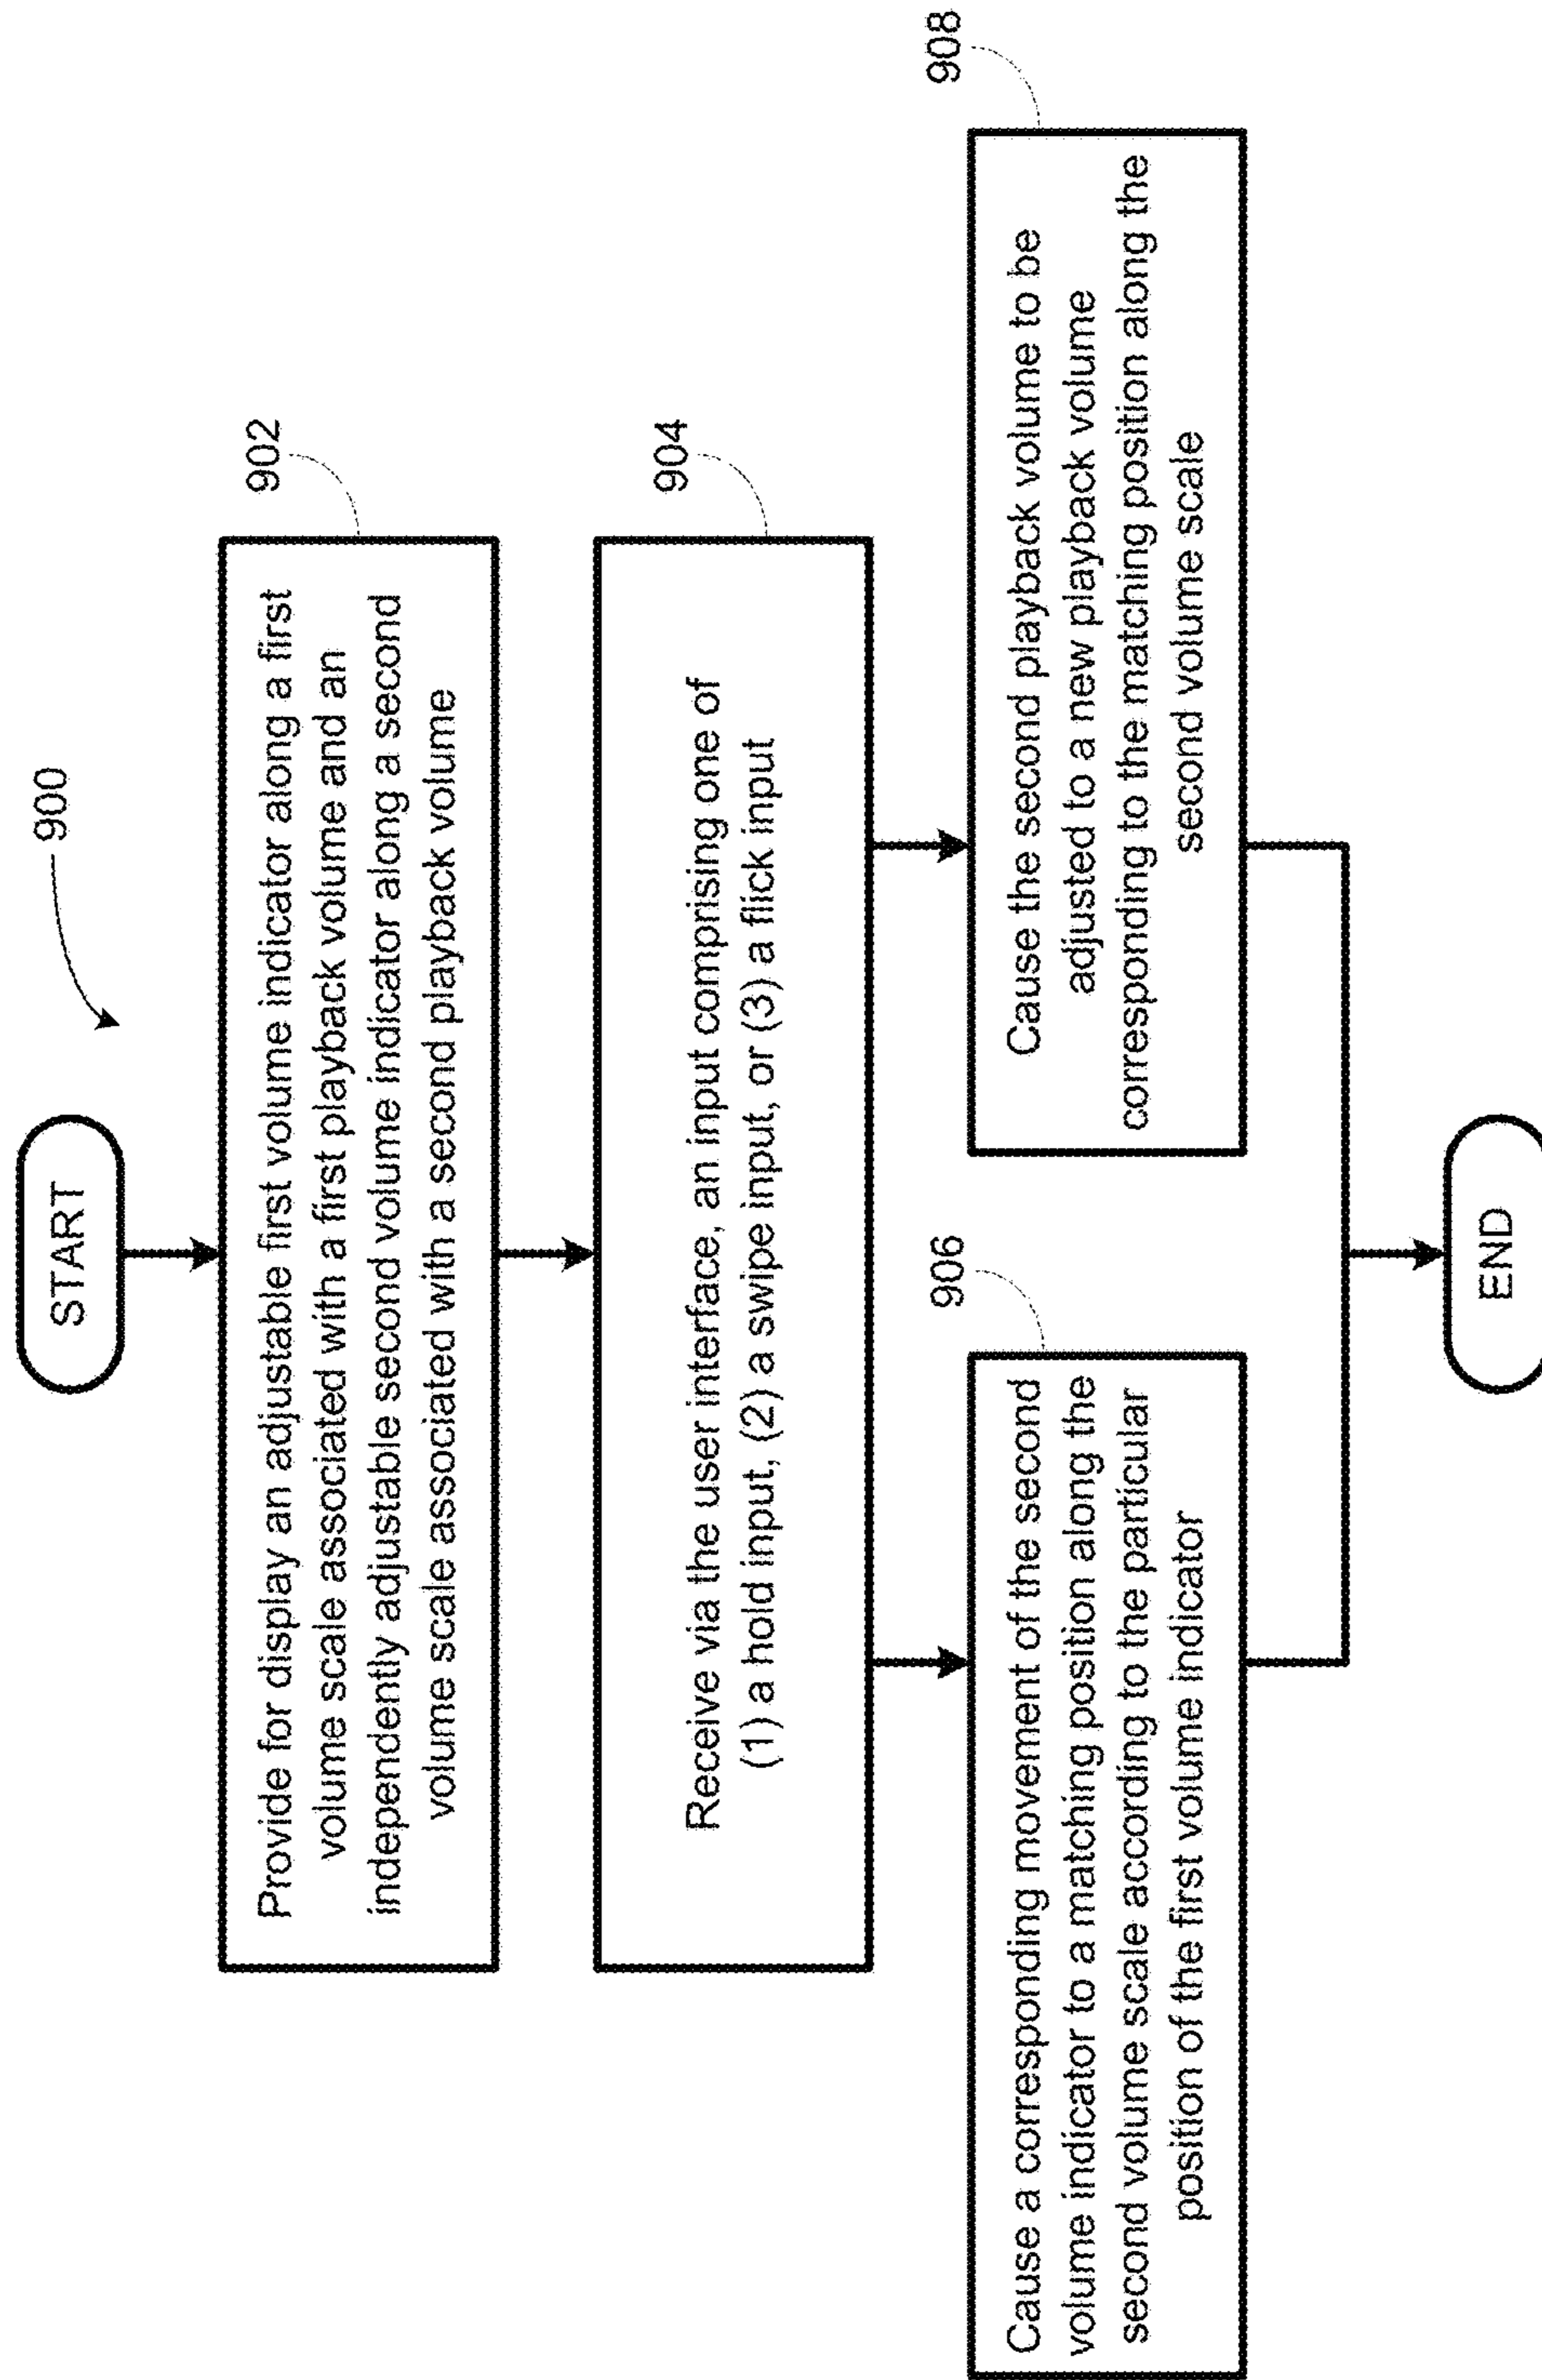 900
START
902
Provide for display an adjustable first volume indicator along a first
volume scale associated with a first playback volume and an
independently adjustable second volume indicator along a second
volume scale associated with a second playback volume
904
Receive via the user interface, an input comprising one of
(1) a hold input, (2) a swipe input, or (3) a flick input
906
Cause a corresponding movement of the second
volume indicator to a matching position along the
second volume scale according to the particular
position of the first volume indicator
908
Cause the second playback volume to be
adjusted to a new playback volume
corresponding to the matching position along the
second volume scale
END